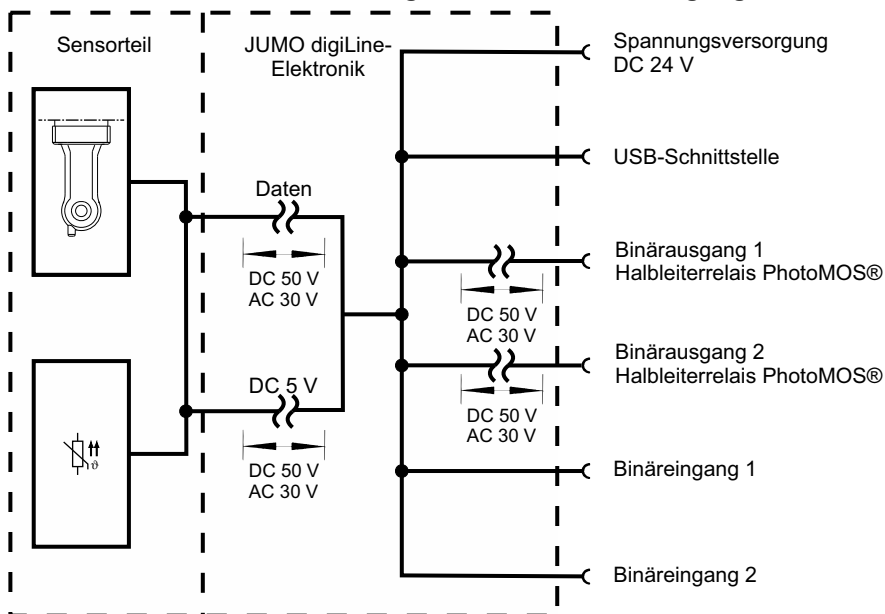 Sensorteil
JUMO digiLine-
Elektronik
Spannungsversorgung
DC 24 V
USB-Schnittstelle
Daten
DC 50 V
AC 30 V
Binärausgang 1
Halbleiterrelais PhotoMOS®
DC 50 V
AC 30 V
Binärausgang 2
Halbleiterrelais PhotoMOS®
DC 5 V
DC 50 V
AC 30 V
DC 50 V
AC 30 V
ϑ
Binäreingang 1
Binäreingang 2